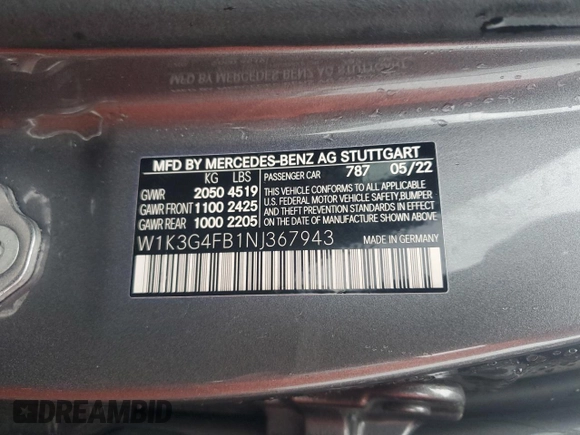 MFD BY MERCEDES-BENZ AG STUTTGART
KG LBS PASSENGER CAR 787 05/22
GVWR 2050 4519
GAWR FRONT 1100 2425
GAWR REAR 1000 2205
THIS VEHICLE CONFORMS TO ALL APPLICABLE
U.S. FEDERAL MOTOR VEHICLE SAFETY, BUMPER,
AND THEFT PREVENTION STANDARDS IN EFFECT
ON THE DATE OF MANUFACTURE SHOWN ABOVE.
W1K3G4FB1NJ367943 MADE IN GERMANY
DREAMBID